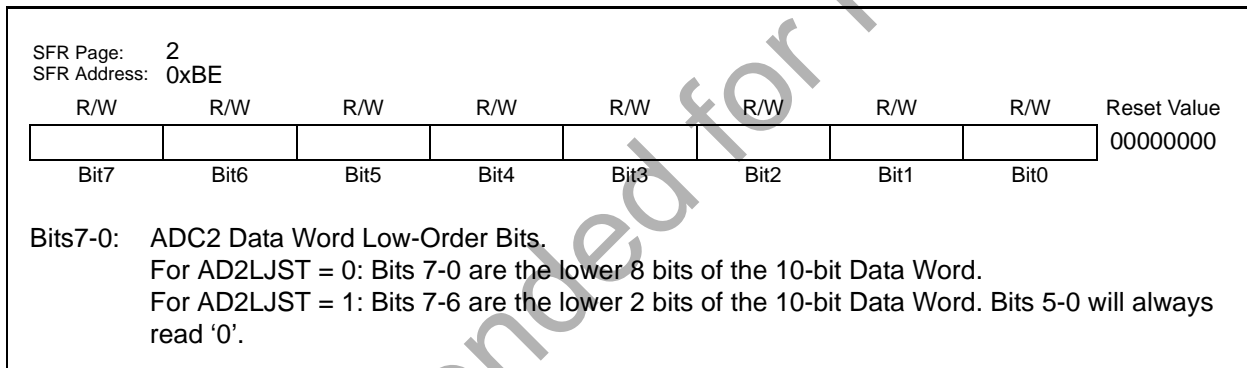 SFR Page: 2
SFR Address: 0xBE
R/W R/W R/W R/W R/W R/W R/W R/W Reset Value
00000000
Bit7 Bit6 Bit5 Bit4 Bit3 Bit2 Bit1 Bit0
Bits7-0: ADC2 Data Word Low-Order Bits.
For AD2LJST = 0: Bits 7-0 are the lower 8 bits of the 10-bit Data Word.
For AD2LJST = 1: Bits 7-6 are the lower 2 bits of the 10-bit Data Word. Bits 5-0 will always
read ‘0’.
nded for